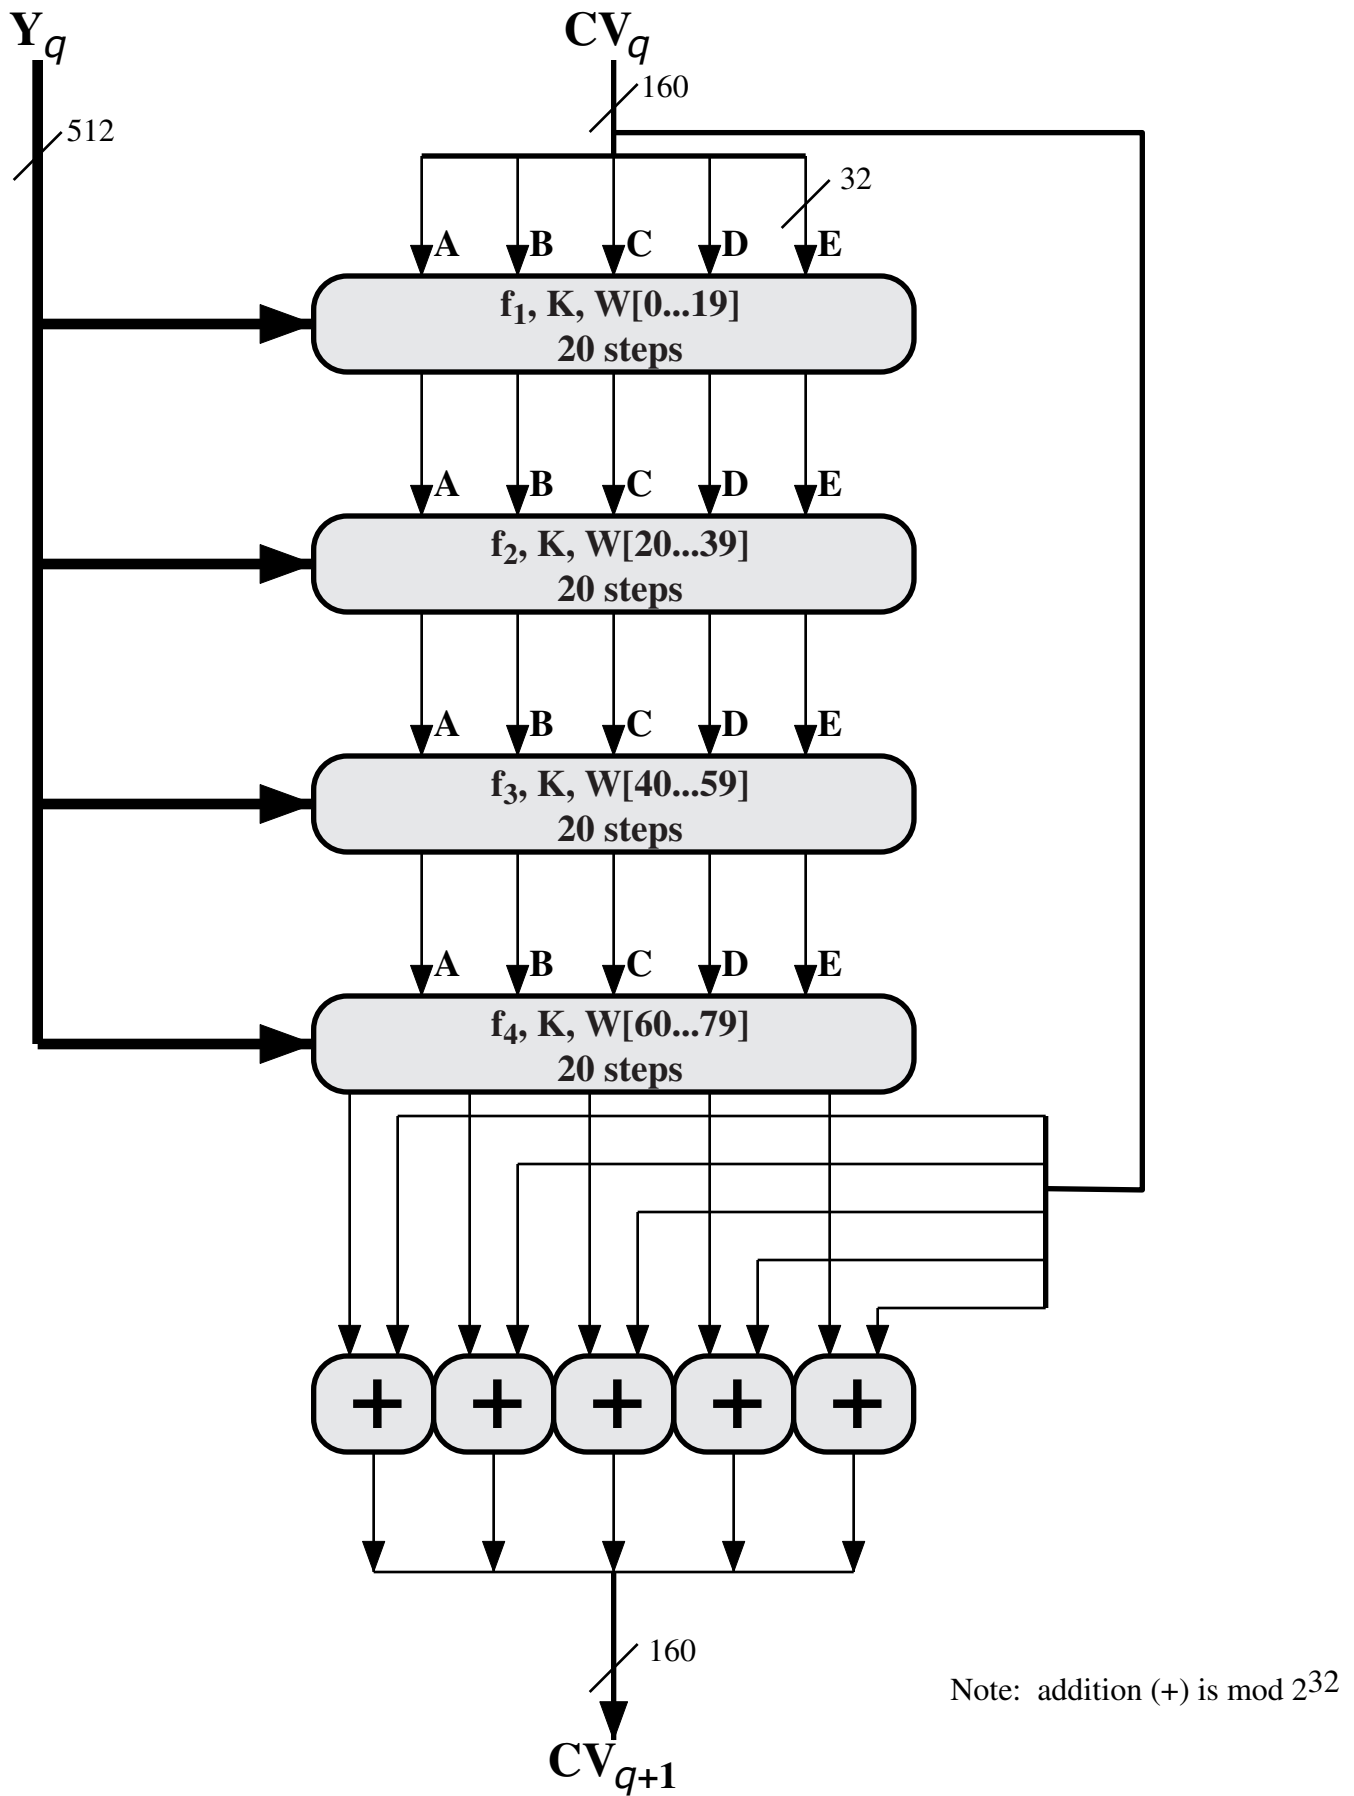 Yq CVq
160
512
32
A B C D E
f1, K, W[0...19]
20 steps
A B C D E
f2, K, W[20...39]
20 steps
A B C D E
f3, K, W[40...59]
20 steps
A B C D E
f4, K, W[60...79]
20 steps
+ + + + +
160
Note: addition (+) is mod 2^32
CVq+1